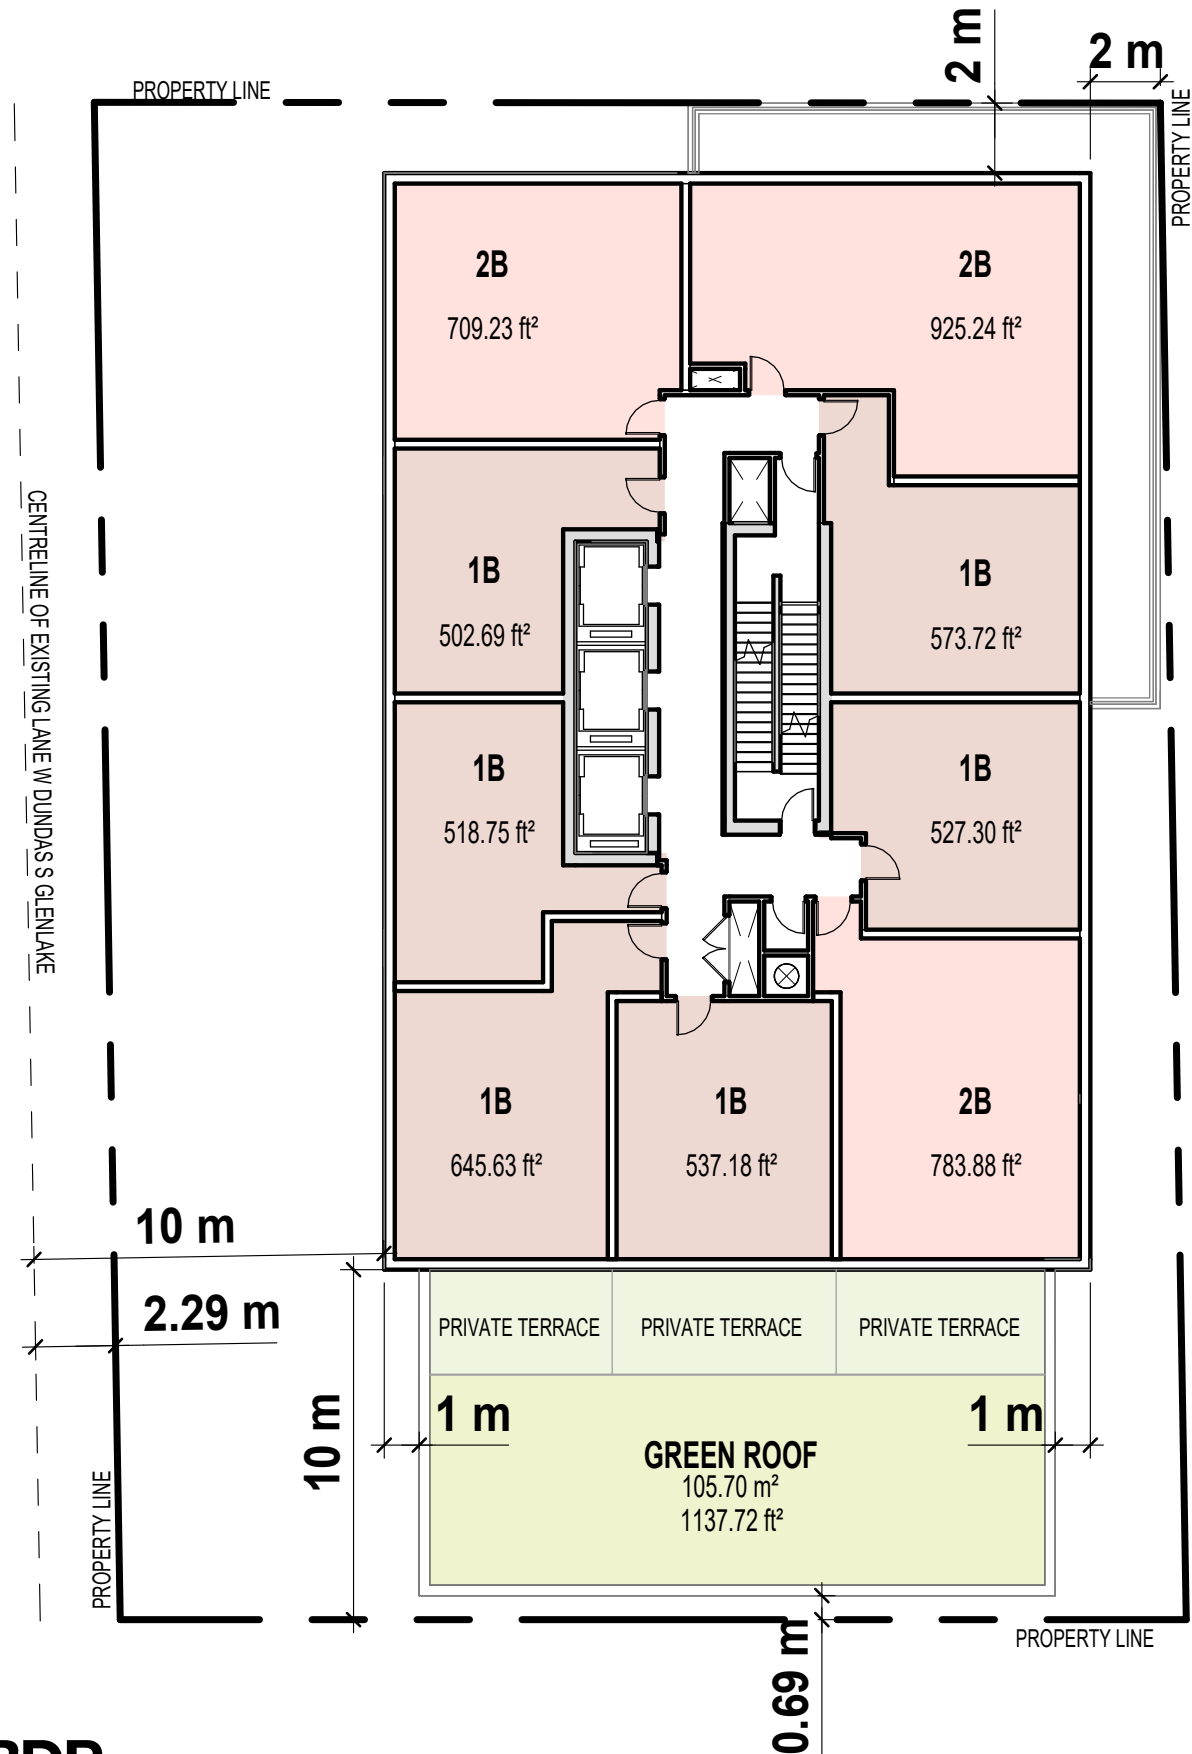 2 m
2 m
PROPERTY LINE
PROPERTY LINE
2B
709.23 ft²
2B
925.24 ft²
1B
502.69 ft²
1B
573.72 ft²
CENTRELINE OF EXISTING LANE W DUNDAS S GLENLAKE
1B
518.75 ft²
1B
527.30 ft²
1B
645.63 ft²
1B
537.18 ft²
2B
783.88 ft²
10 m
2.29 m
PRIVATE TERRACE
PRIVATE TERRACE
PRIVATE TERRACE
10 m
1 m
1 m
GREEN ROOF
105.70 m²
1137.72 ft²
PROPERTY LINE
PROPERTY LINE
0.69 m